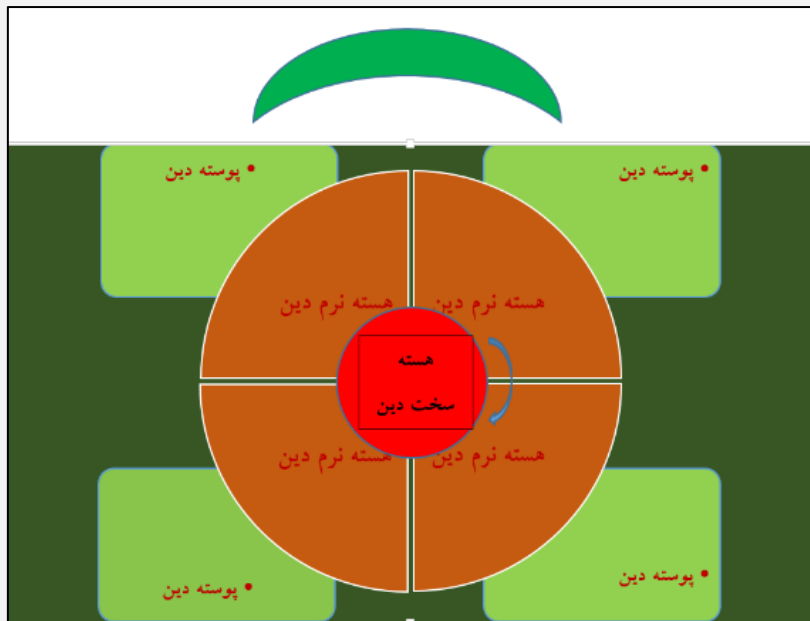 • پوسته دین
• پوسته دین
هسته نرم دین
هسته نرم دین
هسته
سخت دین
هسته نرم دین
هسته نرم دین
• پوسته دین
• پوسته دین